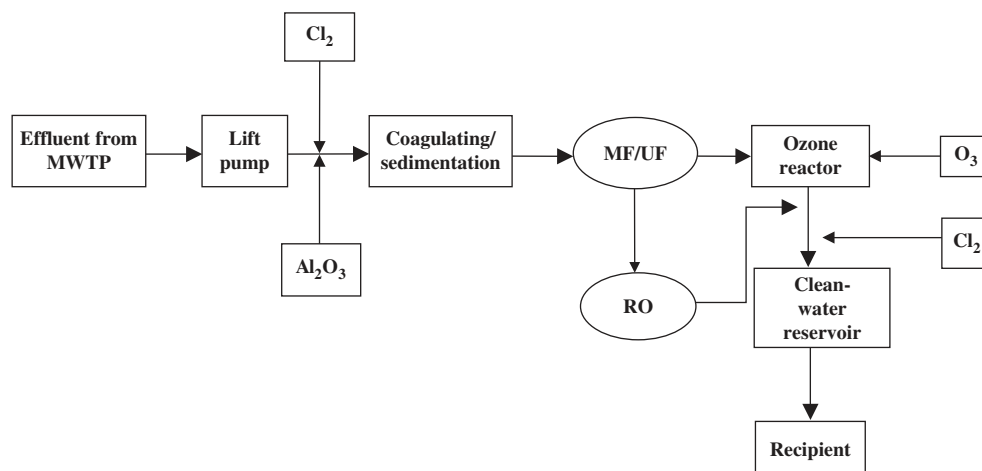 Cl₂
Effluent from
MWTP
Lift
pump
Coagulating/
sedimentation
MF/UF
Ozone
reactor
O₃
Al₂O₃
RO
Cl₂
Clean-
water
reservoir
Recipient